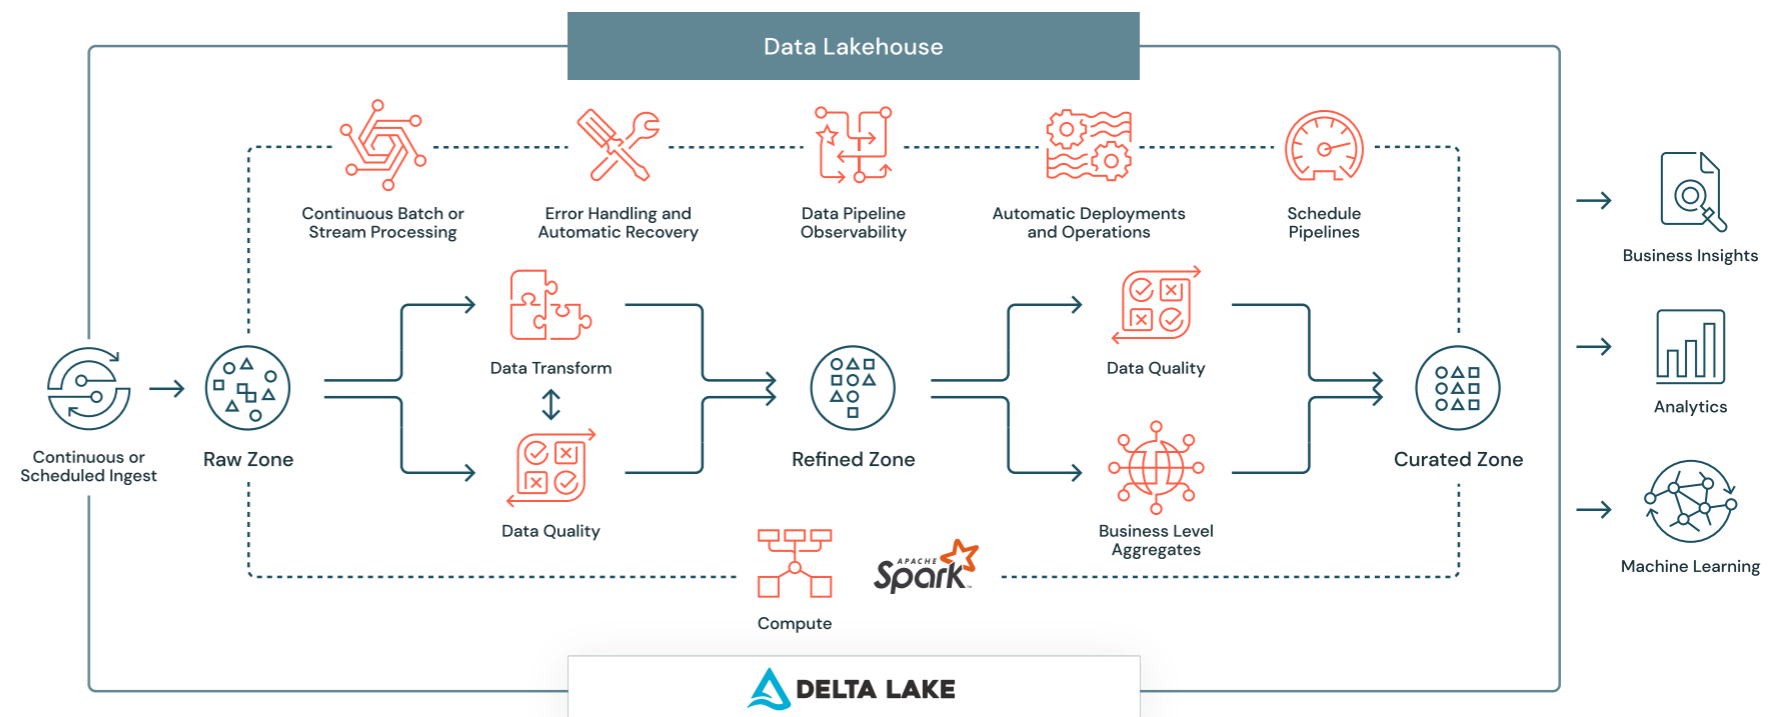 Data Lakehouse
Continuous Batch or
Stream Processing
Error Handling and
Automatic Recovery
Data Pipeline
Observability
Automatic Deployments
and Operations
Schedule
Pipelines
Business Insights
Data Transform
Data Quality
Analytics
Continuous or
Scheduled Ingest
Raw Zone
Refined Zone
Curated Zone
Data Quality
Business Level
Aggregates
Machine Learning
APACHE
Spark™
Compute
DELTA LAKE